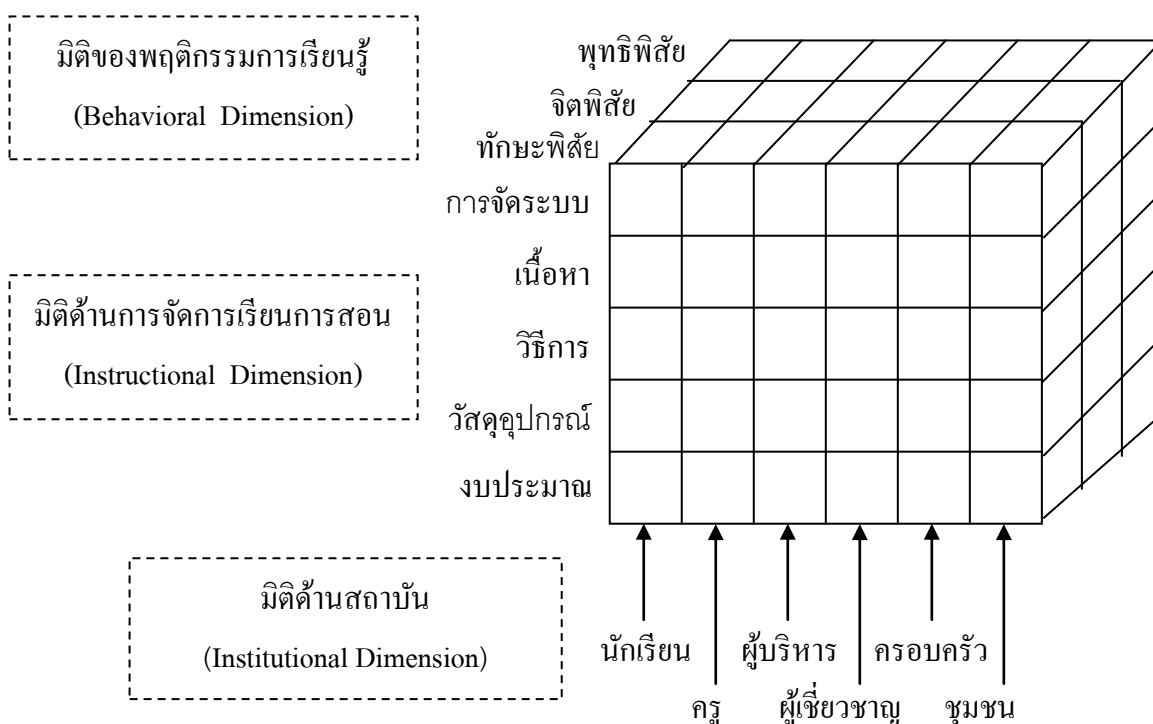 มิติของพฤติกรรมการเรียนรู้
(Behavioral Dimension)
พุทธิพิสัย
จิตพิสัย
ทักษะพิสัย
การจัดระบบ
เนื้อหา
มิติด้านการจัดการเรียนการสอน
(Instructional Dimension)
วิธีการ
วัสดุอุปกรณ์
งบประมาณ
มิติด้านสถาบัน
(Institutional Dimension)
นักเรียน ผู้บริหาร ครอบครัว
ครู ผู้เชี่ยวชาญ ชุมชน